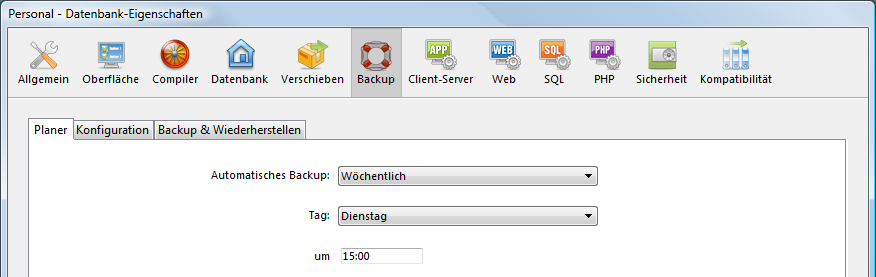 Personal - Datenbank-Eigenschaften
APP WEB SQL PHP
Allgemein Oberfläche Compiler Datenbank Verschieben Backup Client-Server Web SQL PHP Sicherheit Kompatibilität
Planer Konfiguration Backup & Wiederherstellen
Automatisches Backup: Wöchentlich
Tag: Dienstag
um 15:00